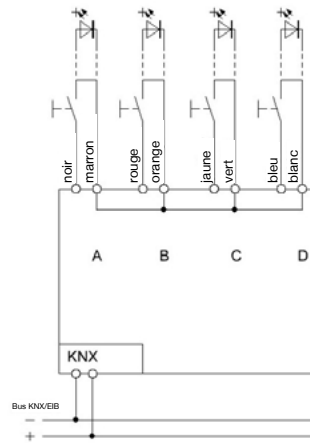 noir
marron
rouge
orange
jaune
vert
bleu
blanc
A
B
C
D
KNX
Bus KNX/EIB
−
+